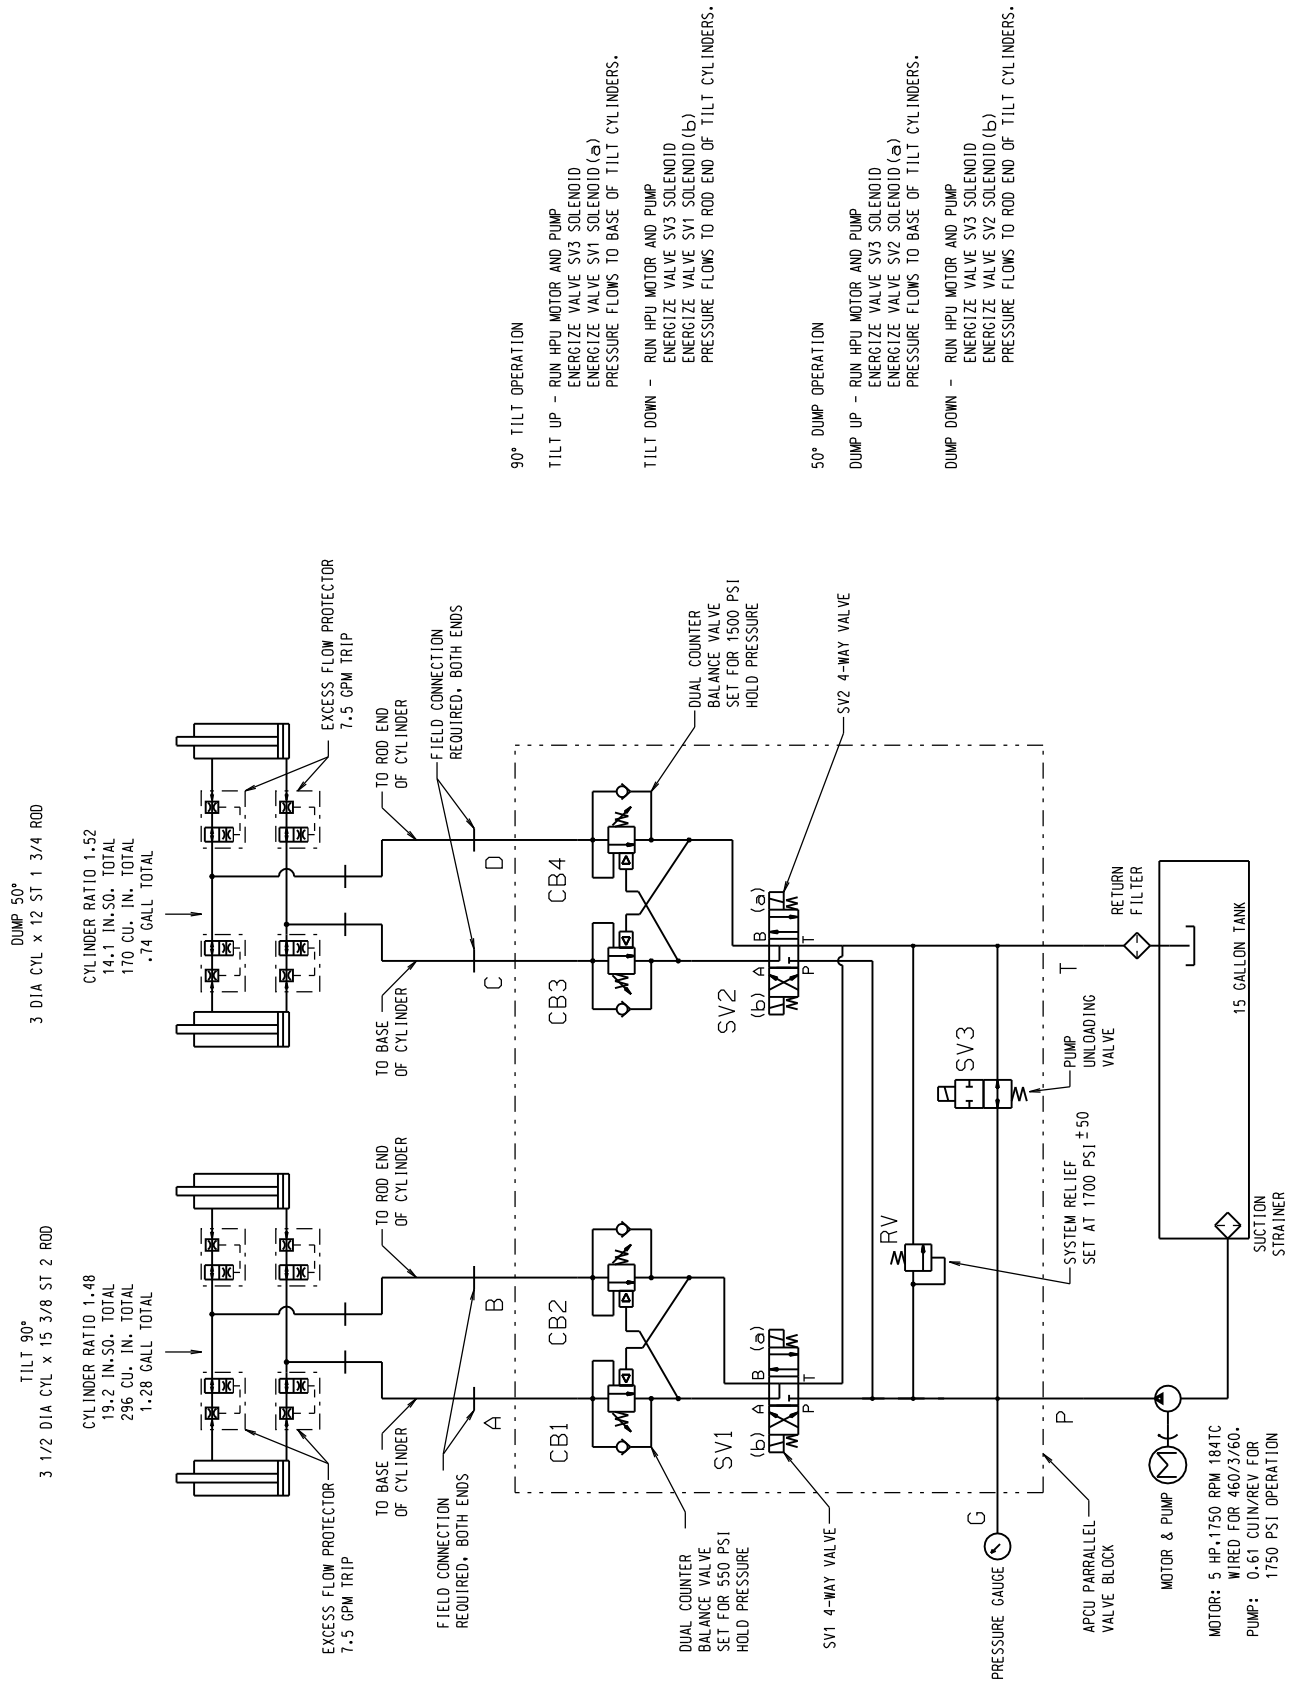 TILT 90°
3 1/2 DIA CYL x 15 3/8 ST 2 ROD
CYLINDER RATIO 1.48
19.2 IN.SQ. TOTAL
296 CU. IN. TOTAL
1.28 GALL TOTAL
DUMP 50°
3 DIA CYL x 12 ST 1 3/4 ROD
CYLINDER RATIO 1.52
14.1 IN.SQ. TOTAL
170 CU. IN. TOTAL
.74 GALL TOTAL
EXCESS FLOW PROTECTOR
7.5 GPM TRIP
EXCESS FLOW PROTECTOR
7.5 GPM TRIP
TO BASE
OF CYLINDER
TO ROD END
OF CYLINDER
TO BASE
OF CYLINDER
TO ROD END
OF CYLINDER
FIELD CONNECTION
REQUIRED, BOTH ENDS
FIELD CONNECTION
REQUIRED, BOTH ENDS
A
B
C
D
CB1
CB2
CB3
CB4
DUAL COUNTER
BALANCE VALVE
SET FOR 550 PSI
HOLD PRESSURE
DUAL COUNTER
BALANCE VALVE
SET FOR 1500 PSI
HOLD PRESSURE
SV1
(b)
A
B
(a)
P
T
SV2
(b)
A
B
(a)
P
T
SV1 4-WAY VALVE
SV2 4-WAY VALVE
RV
SYSTEM RELIEF
SET AT 1700 PSI ±50
SV3
PUMP
UNLOADING
VALVE
G
PRESSURE GAUGE
P
T
APCU PARRALLEL
VALVE BLOCK
RETURN
FILTER
15 GALLON TANK
SUCTION
STRAINER
M
MOTOR & PUMP
MOTOR: 5 HP.1750 RPM 184TC
WIRED FOR 460/3/60.
PUMP: 0.61 CUIN/REV FOR
1750 PSI OPERATION
90° TILT OPERATION
TILT UP - RUN HPU MOTOR AND PUMP
ENERGIZE VALVE SV3 SOLENOID
ENERGIZE VALVE SV1 SOLENOID(a)
PRESSURE FLOWS TO BASE OF TILT CYLINDERS.
TILT DOWN - RUN HPU MOTOR AND PUMP
ENERGIZE VALVE SV3 SOLENOID
ENERGIZE VALVE SV1 SOLENOID(b)
PRESSURE FLOWS TO ROD END OF TILT CYLINDERS.
50° DUMP OPERATION
DUMP UP - RUN HPU MOTOR AND PUMP
ENERGIZE VALVE SV3 SOLENOID
ENERGIZE VALVE SV2 SOLENOID(a)
PRESSURE FLOWS TO BASE OF TILT CYLINDERS.
DUMP DOWN - RUN HPU MOTOR AND PUMP
ENERGIZE VALVE SV3 SOLENOID
ENERGIZE VALVE SV2 SOLENOID(b)
PRESSURE FLOWS TO ROD END OF TILT CYLINDERS.